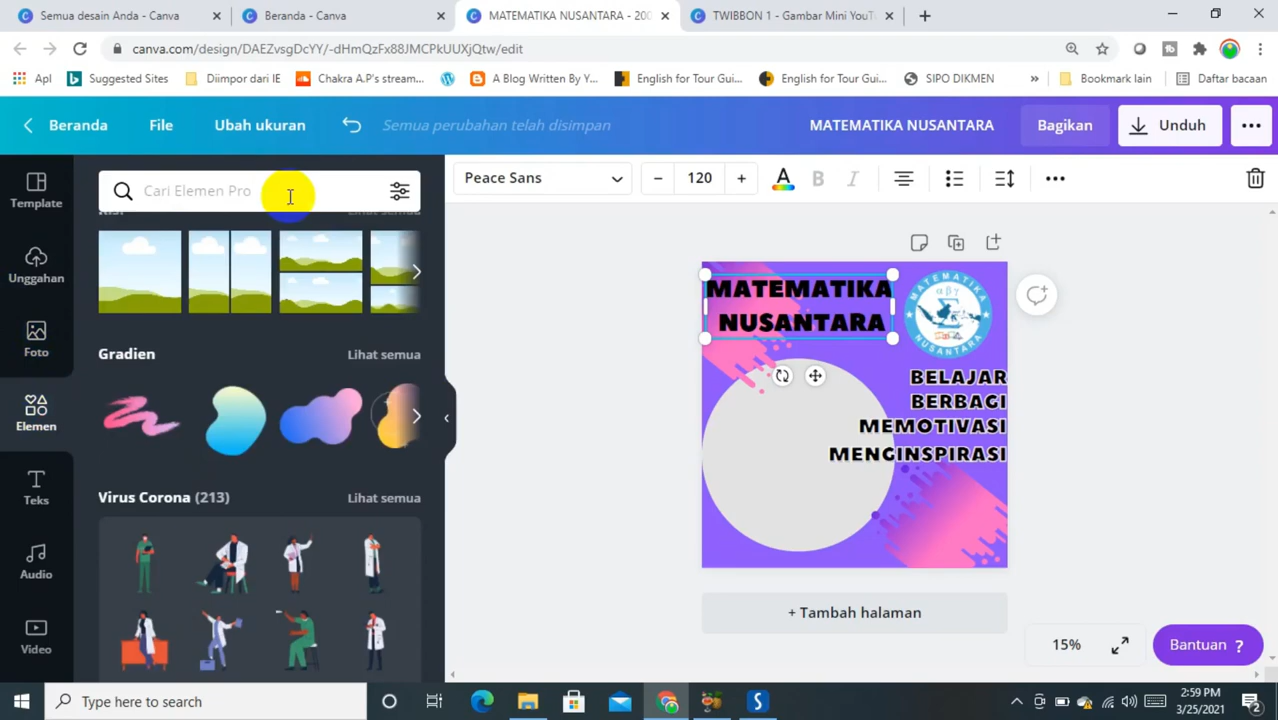 Semua desain Anda - Canva
Beranda - Canva
MATEMATIKA NUSANTARA - 200
TWIBBON 1 - Gambar Mini YouT
canva.com/design/DAEZvsgDcYY/-dHmQzFx88JMCPkUUXjQtw/edit
Apl
Suggested Sites
Diimpor dari IE
Chakra A.P's stream...
A Blog Written By Y...
English for Tour Gui...
English for Tour Gui...
SIPO DIKMEN
»
Bookmark lain
Daftar bacaan
Beranda
File
Ubah ukuran
Semua perubahan telah disimpan
MATEMATIKA NUSANTARA
Bagikan
Unduh
Template
Unggahan
Foto
Elemen
Teks
Audio
Video
Cari Elemen Pro
Lihat semua
Gradien
Lihat semua
Virus Corona (213)
Lihat semua
Peace Sans
120
B
I
MATEMATIKA
NUSANTARA
MATEMATIKA
αβγ
Σ
NUSANTARA
BELAJAR
BERBAGI
MEMOTIVASI
MENGINSPIRASI
+ Tambah halaman
15%
Bantuan ?
Type here to search
S
2:59 PM
3/25/2021
2